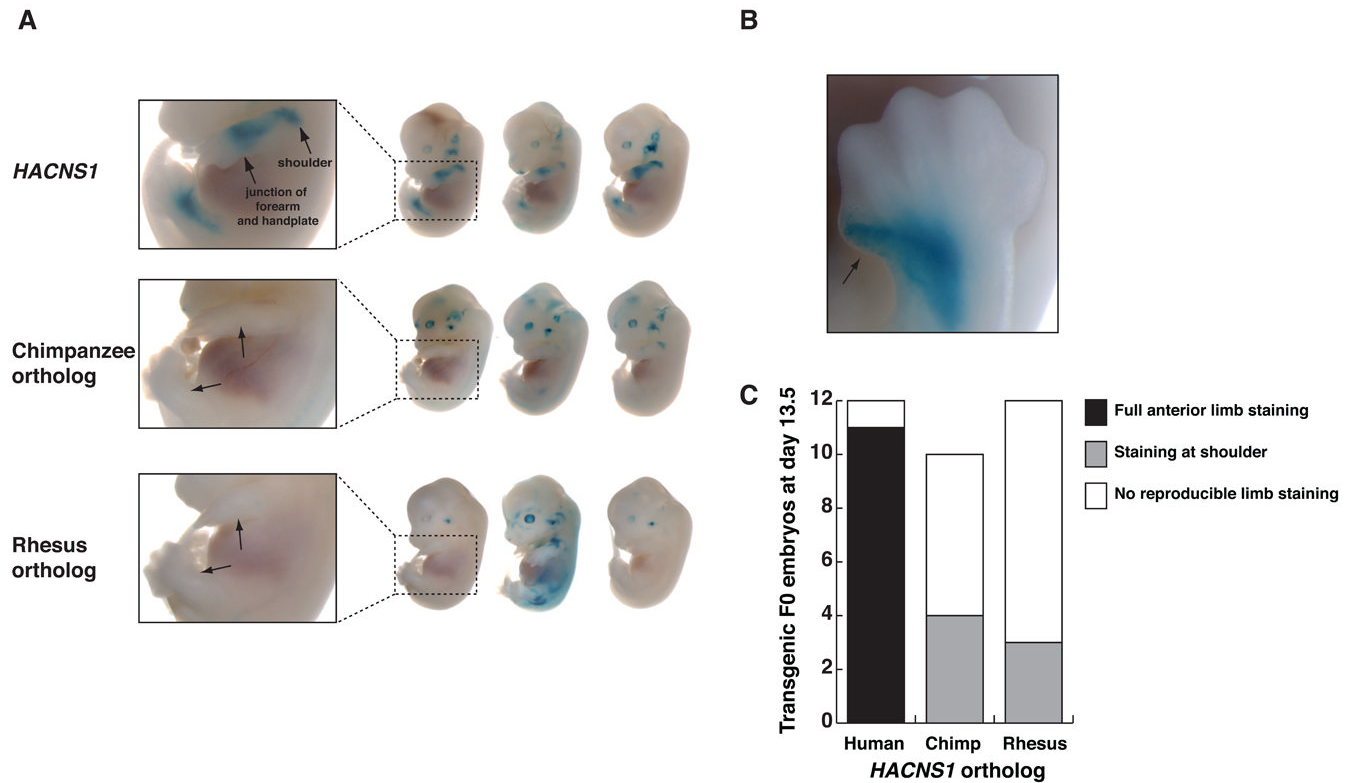 A
HACNS1
shoulder
junction of
forearm
and handplate
Chimpanzee
ortholog
Rhesus
ortholog
B
C
Transgenic F0 embryos at day 13.5
12
10
8
6
4
2
0
Human Chimp Rhesus
HACNS1 ortholog
Full anterior limb staining
Staining at shoulder
No reproducible limb staining